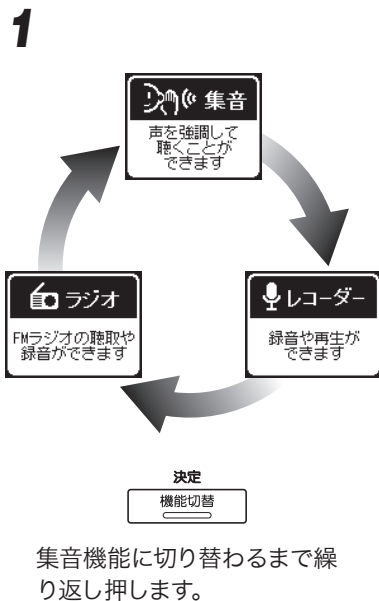 1
集音
声を強調して
聴くことが
できます
ラジオ
FMラジオの聴取や
録音ができます
レコーダー
録音や再生が
できます
決定
機能切替
集音機能に切り替わるまで繰
り返し押します。